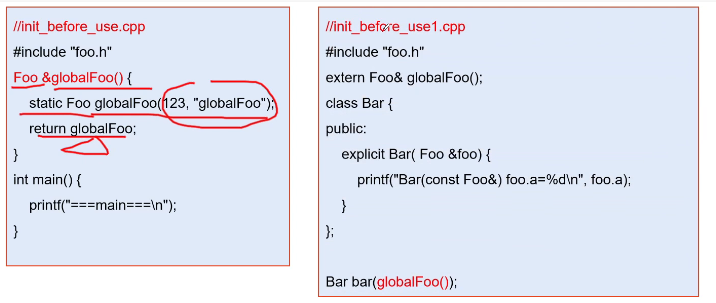 //init_before_use.cpp
#include "foo.h"
Foo &globalFoo() {
static Foo globalFoo(123, "globalFoo");
return globalFoo;
}
int main() {
printf("===main===\n");
}
//init_before_use1.cpp
#include "foo.h"
extern Foo& globalFoo();
class Bar {
public:
explicit Bar( Foo &foo) {
printf("Bar(const Foo&) foo.a=%d\n", foo.a);
}
};
Bar bar(globalFoo());